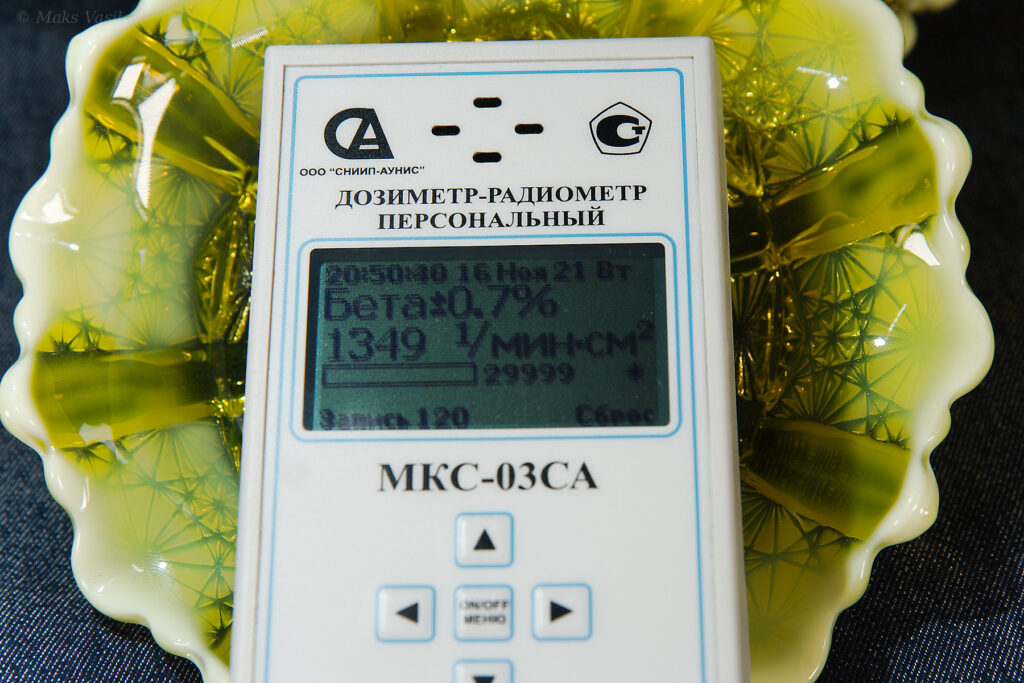 © Maks Vasil
ООО "СНИИП-АУНИС"
ДОЗИМЕТР-РАДИОМЕТР
ПЕРСОНАЛЬНЫЙ
20:50:40 16 Ноя 21 Вт
Бета±0.7%
1349 1/мин·см²
29999 *
Запись 120 Сброс
МКС-03СА
ON/OFF
МЕНЮ